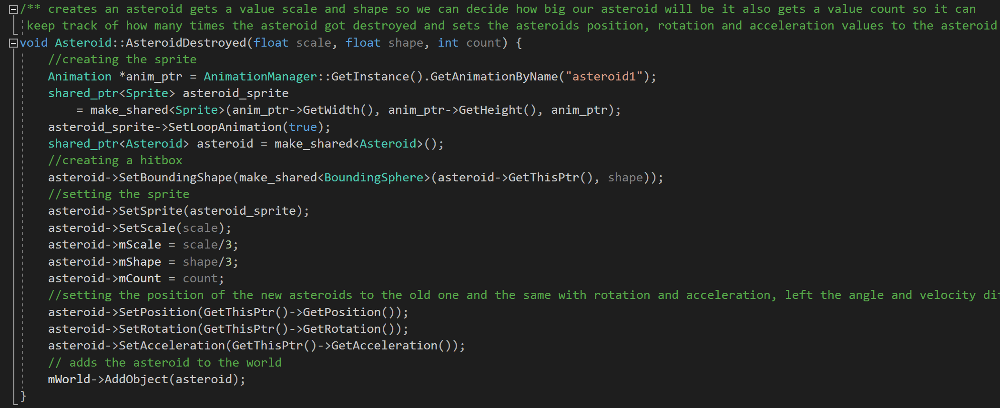 /** creates an asteroid gets a value scale and shape so we can decide how big our asteroid will be it also gets a value count so it can
keep track of how many times the asteroid got destroyed and sets the asteroids position, rotation and acceleration values to the asteroid
void Asteroid::AsteroidDestroyed(float scale, float shape, int count) {
//creating the sprite
Animation *anim_ptr = AnimationManager::GetInstance().GetAnimationByName("asteroid1");
shared_ptr<Sprite> asteroid_sprite
= make_shared<Sprite>(anim_ptr->GetWidth(), anim_ptr->GetHeight(), anim_ptr);
asteroid_sprite->SetLoopAnimation(true);
shared_ptr<Asteroid> asteroid = make_shared<Asteroid>();
//creating a hitbox
asteroid->SetBoundingShape(make_shared<BoundingSphere>(asteroid->GetThisPtr(), shape));
//setting the sprite
asteroid->SetSprite(asteroid_sprite);
asteroid->SetScale(scale);
asteroid->mScale = scale/3;
asteroid->mShape = shape/3;
asteroid->mCount = count;
//setting the position of the new asteroids to the old one and the same with rotation and acceleration, left the angle and velocity
asteroid->SetPosition(GetThisPtr()->GetPosition());
asteroid->SetRotation(GetThisPtr()->GetRotation());
asteroid->SetAcceleration(GetThisPtr()->GetAcceleration());
// adds the asteroid to the world
mWorld->AddObject(asteroid);
}